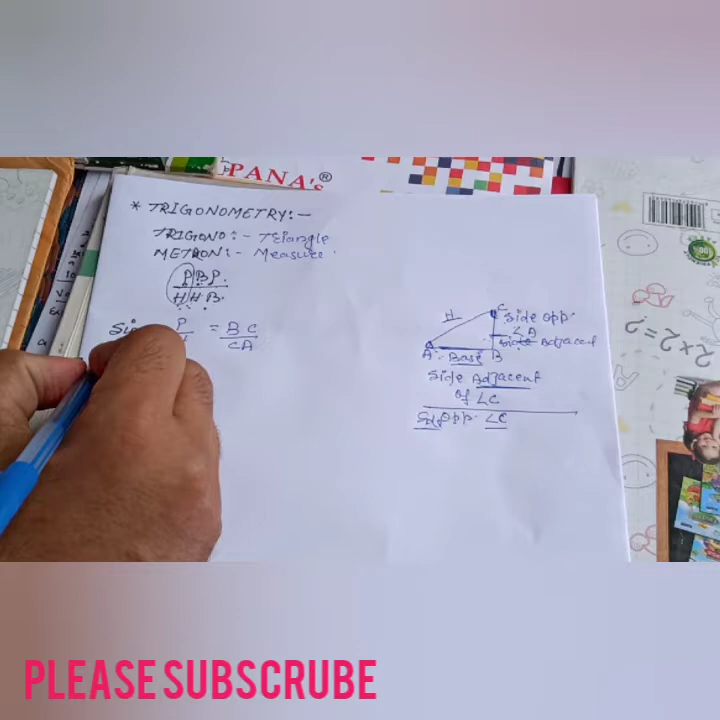 PANA's®
* TRIGONOMETRY:-
TRIGONO:- Triangle
METRON:- Measure.
P B P.
H H B.
P = BC
CA
H
C Side opp.
∠A
Side Adjacent
A Base B
Side Adjacent
of ∠C
opp. ∠C
2×2=?
100
PLEASE SUBSCRUBE